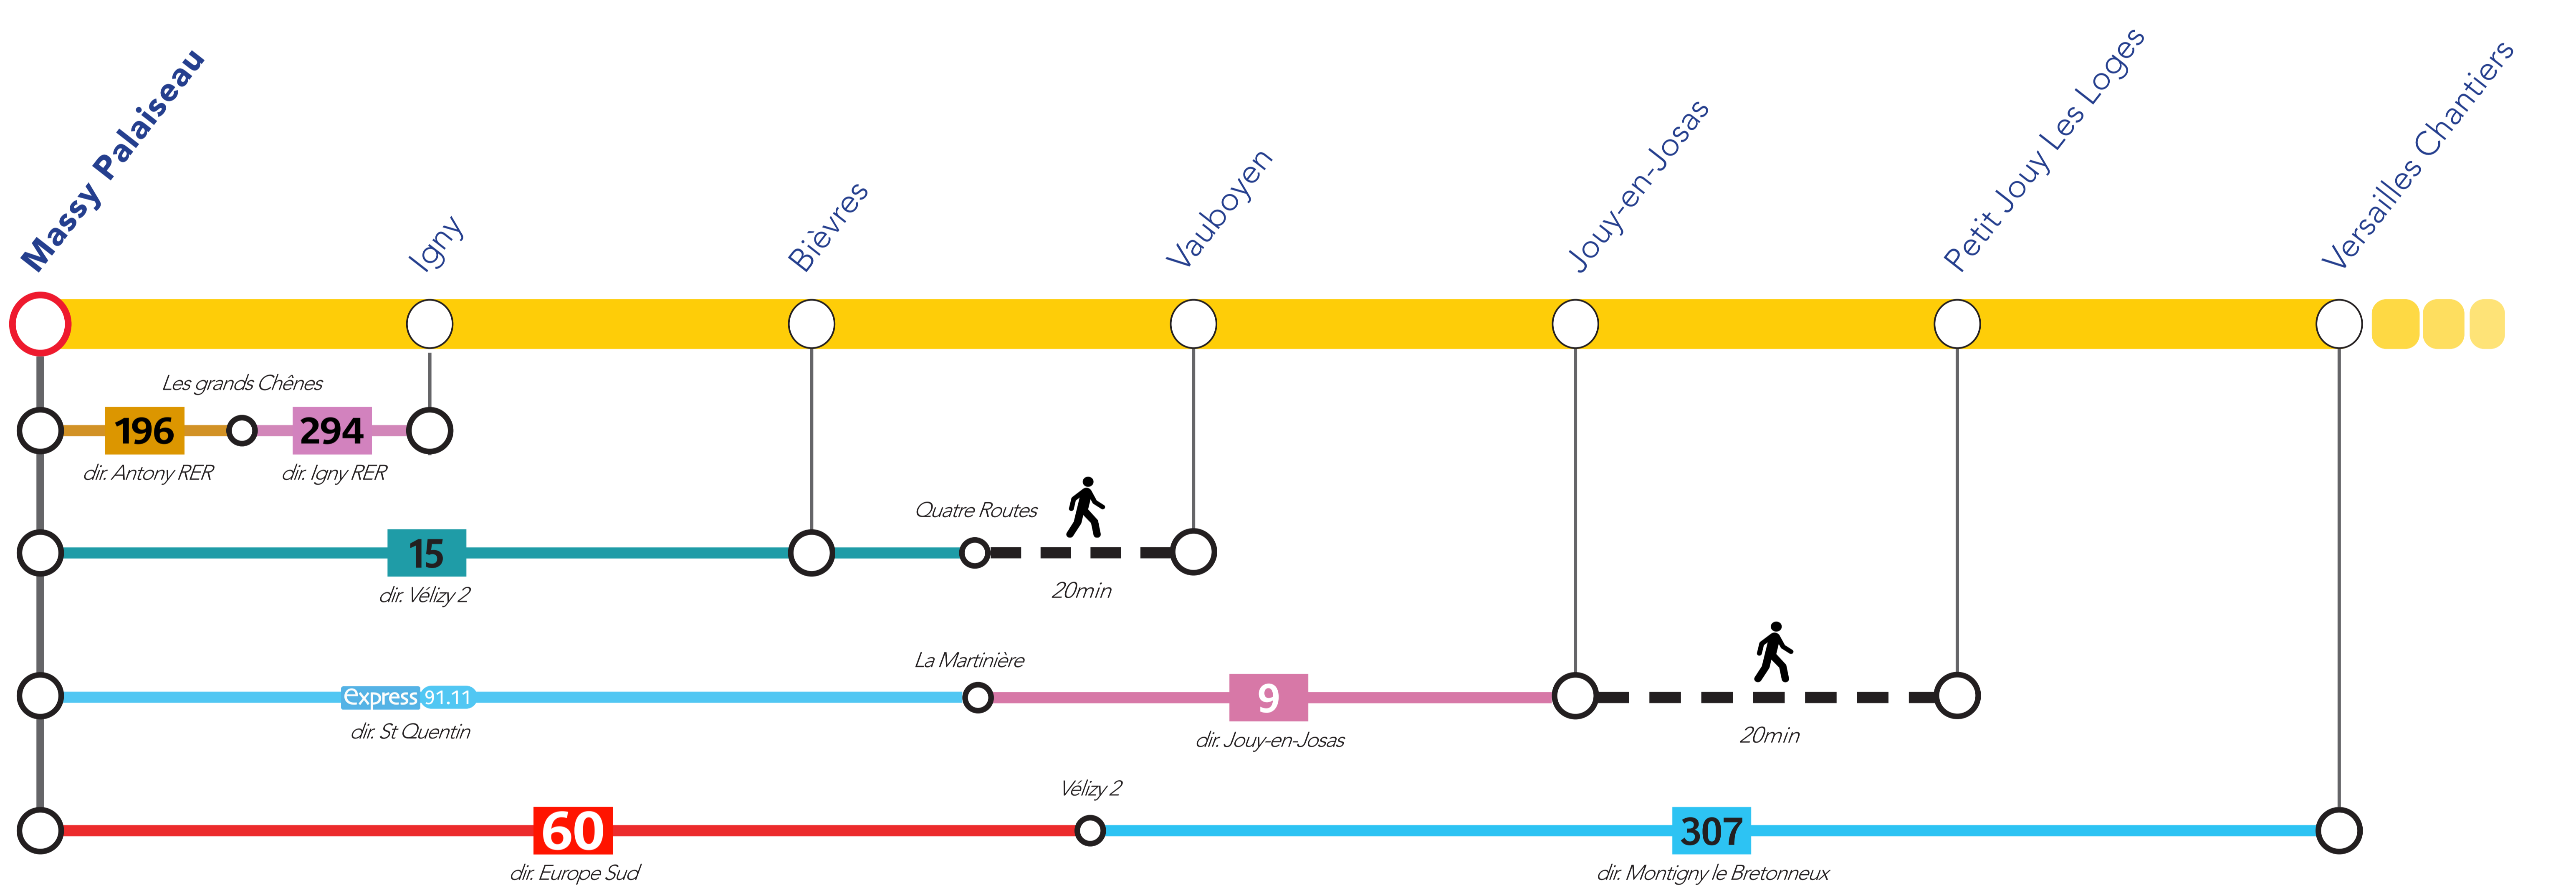 Massy Palaiseau
Igny
Bièvres
Vauboyen
Jouy-en-Josas
Petit Jouy Les Loges
Versailles Chantiers
Les grands Chênes
196
294
dir. Antony RER
dir. Igny RER
Quatre Routes
15
dir. Vélizy 2
20min
La Martinière
express 91.11
9
dir. St Quentin
dir. Jouy-en-Josas
20min
Vélizy 2
60
307
dir. Europe Sud
dir. Montigny le Bretonneux